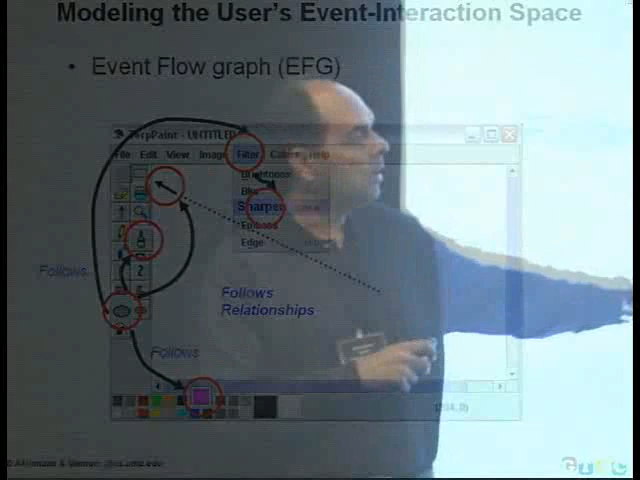 Modeling the User's Event-Interaction Space
• Event Flow graph (EFG)
TerpPaint - UNTITLED
File Edit View Image Filter Help
Brightness
Blur
Sharpen
Emboss
Edge
Follows
Follows
Relationships
Follows